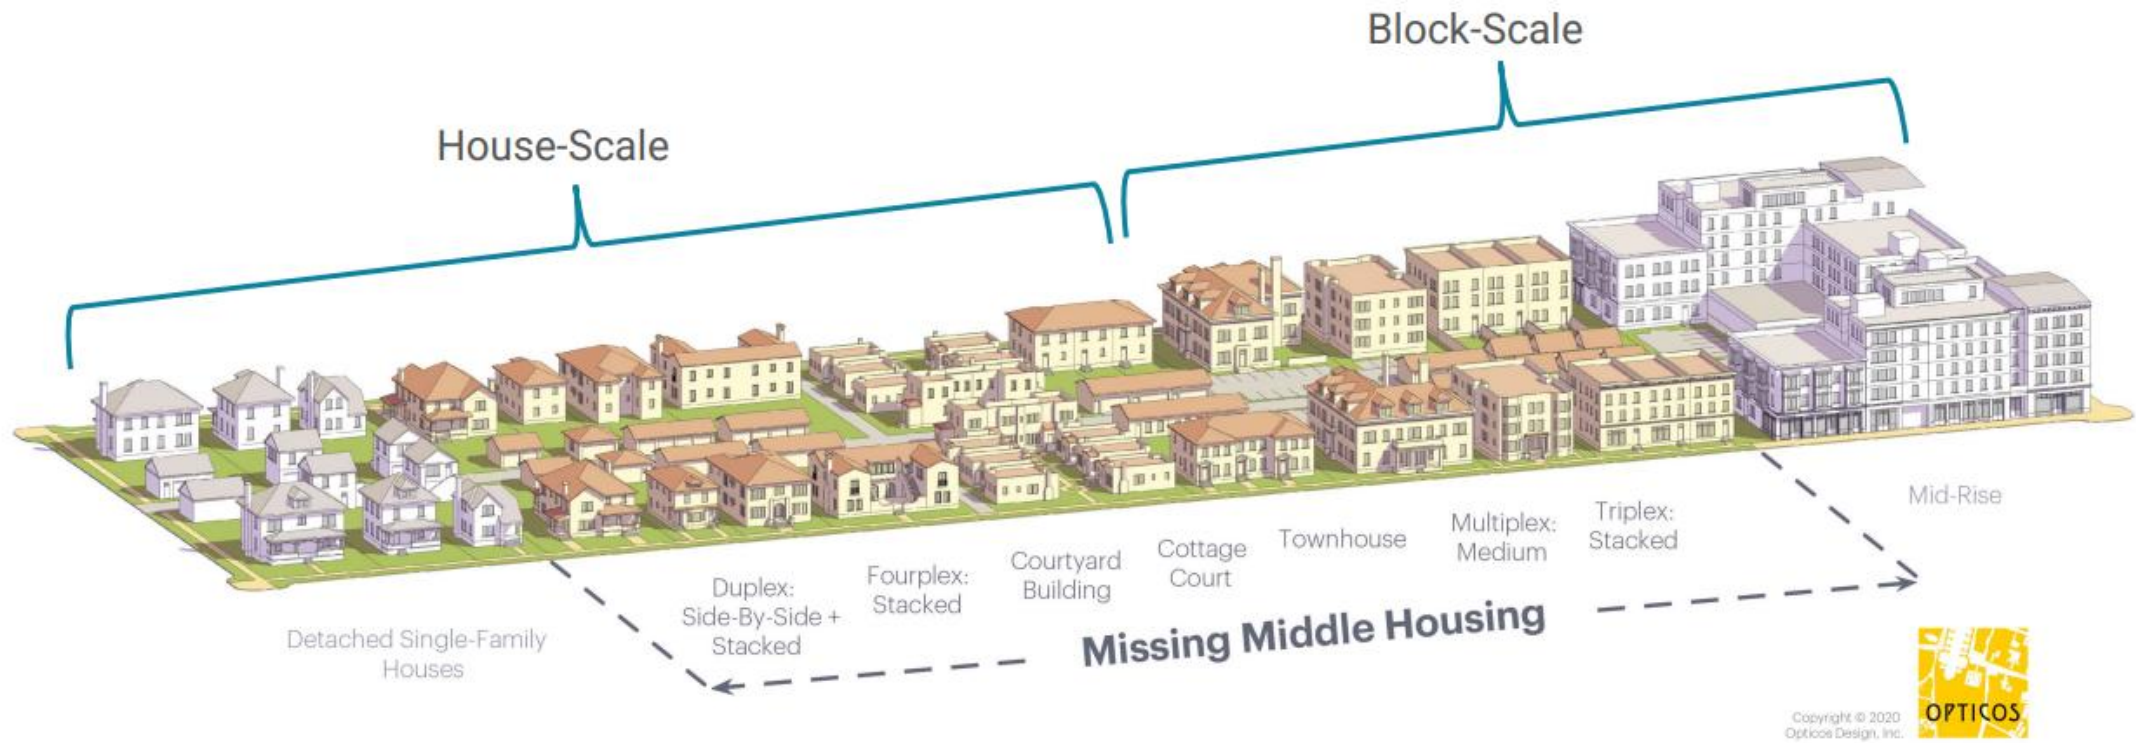 Block-Scale
House-Scale
Detached Single-Family
Houses
Duplex:
Side-By-Side +
Stacked
Fourplex:
Stacked
Courtyard
Building
Cottage
Court
Townhouse
Multiplex:
Medium
Triplex:
Stacked
Mid-Rise
Missing Middle Housing
Copyright © 2020
Opticos Design, Inc.
OPTICOS